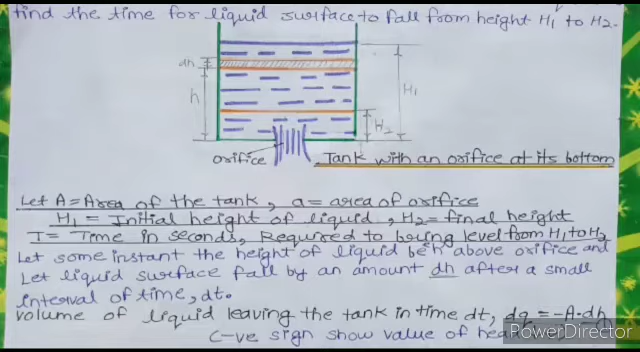 find the time for liquid surface to fall from height H₁ to H₂.
dh
h
H₁
H₂
orifice
Tank with an orifice at its bottom
Let A = Area of the tank, a = area of orifice
H₁ = Initial height of liquid, H₂ = final height
T = Time in seconds, Required to bring level from H₁ to H₂
Let some instant the height of liquid be h above orifice and
Let liquid surface fall by an amount dh after a small
interval of time, dt.
volume of liquid leaving the tank in time dt, dq = -A·dh
(-ve sign show value of
PowerDirector